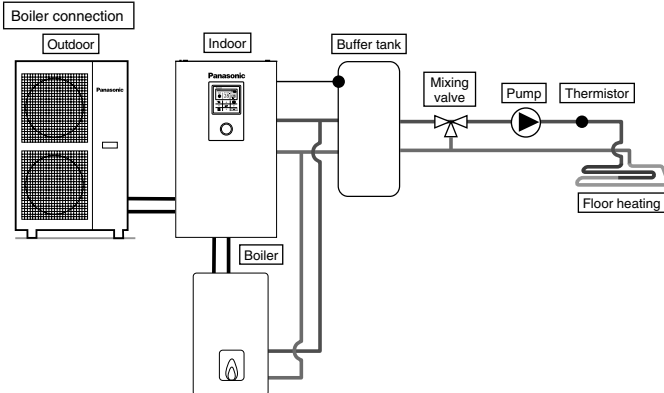 Boiler connection
Outdoor
Indoor
Buffer tank
Mixing
valve
Pump
Thermistor
Panasonic
Panasonic
Boiler
Floor heating